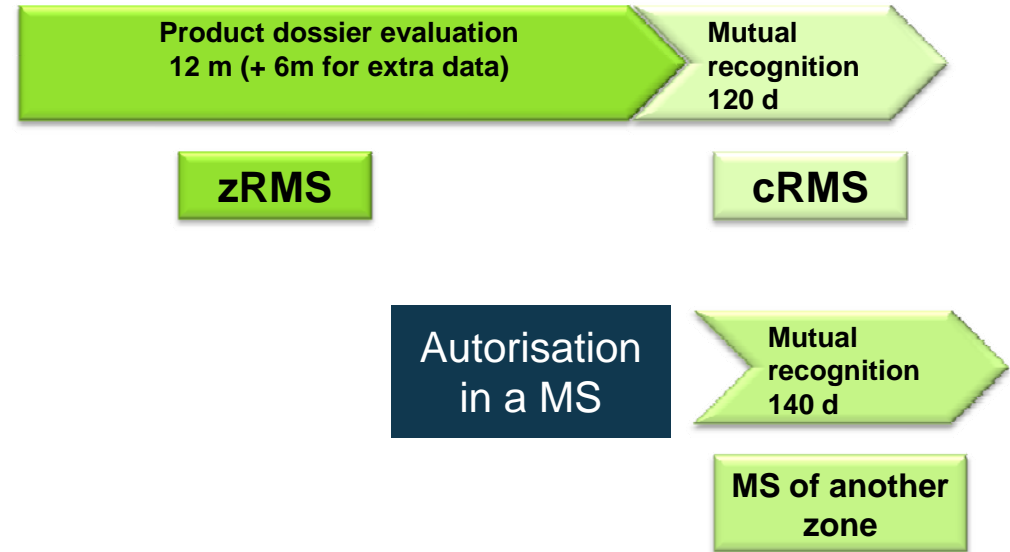 Product dossier evaluation
12 m (+ 6m for extra data)
Mutual
recognition
120 d
zRMS
cRMS
Autorisation
in a MS
Mutual
recognition
140 d
MS of another
zone